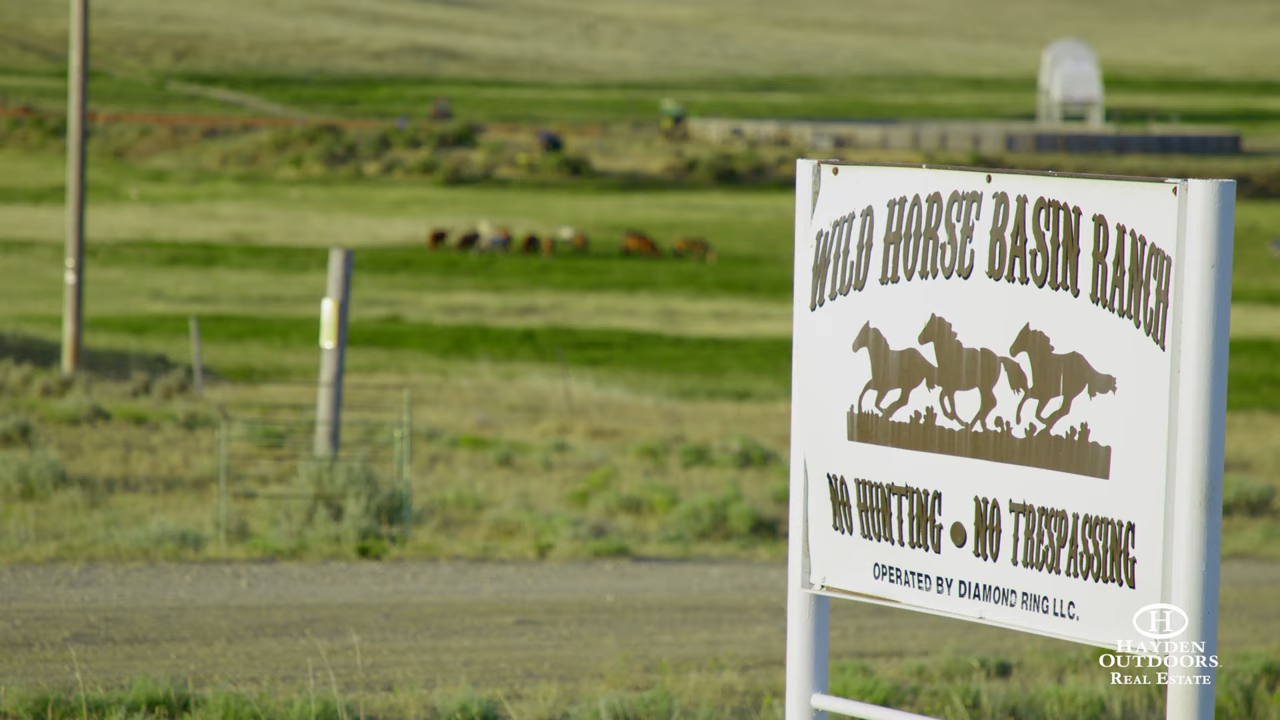 WILD HORSE BASIN RANCH
NO HUNTING • NO TRESPASSING
OPERATED BY DIAMOND RING LLC.
H
HAYDEN
OUTDOORS
REAL ESTATE